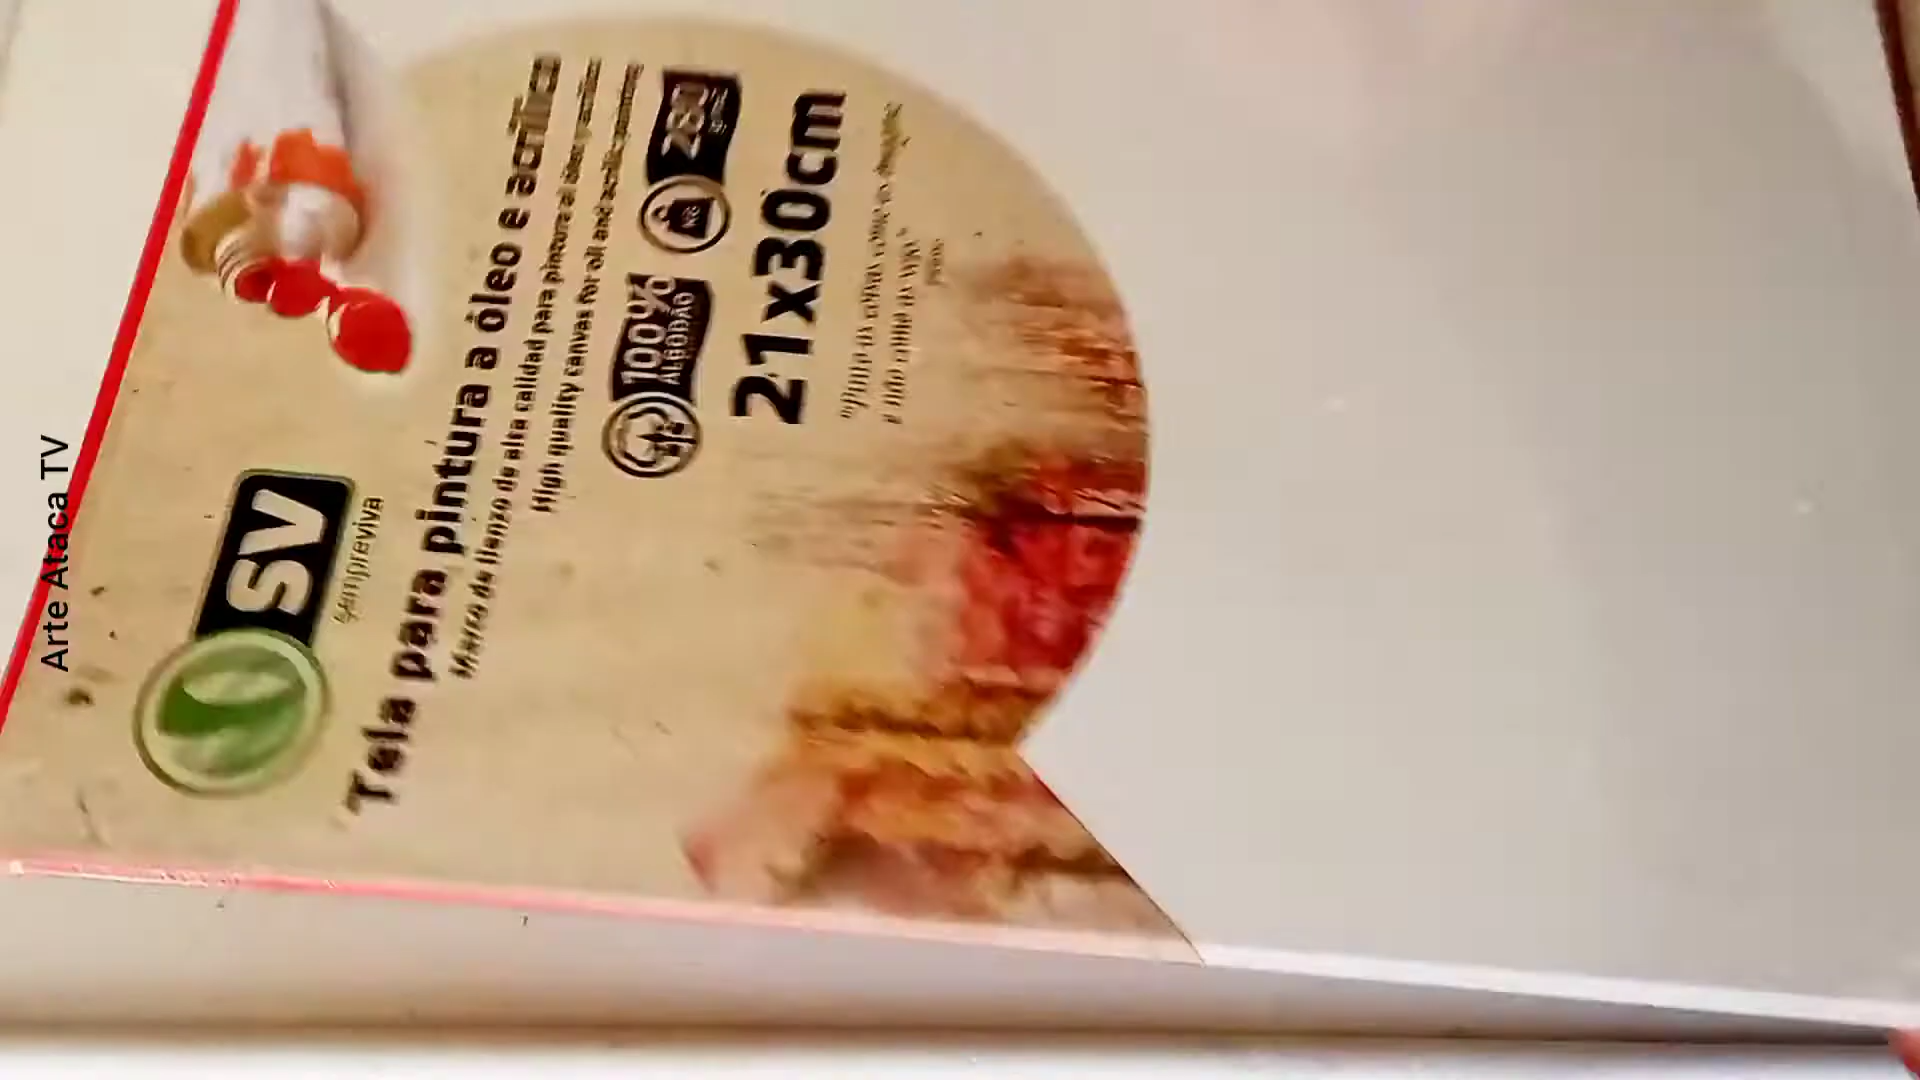 Arte Ataca TV
SV
sempreviva
Tela para pintura a óleo e acrílica
Marco de lienzo de alta calidad para pintura al óleo y acrílico
High quality canvas for oil and acrylic painting
100%
ALGODÃO
KG
280
21x30cm